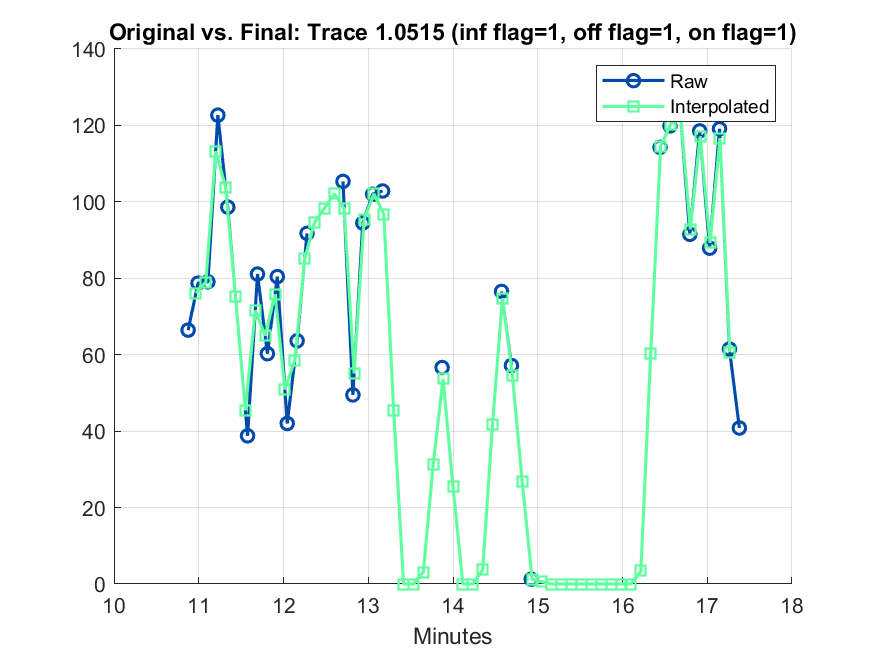 Original vs. Final: Trace 1.0515 (inf flag=1, off flag=1, on flag=1)
140
120
100
80
60
40
20
0
Raw
Interpolated
10 11 12 13 14 15 16 17 18
Minutes